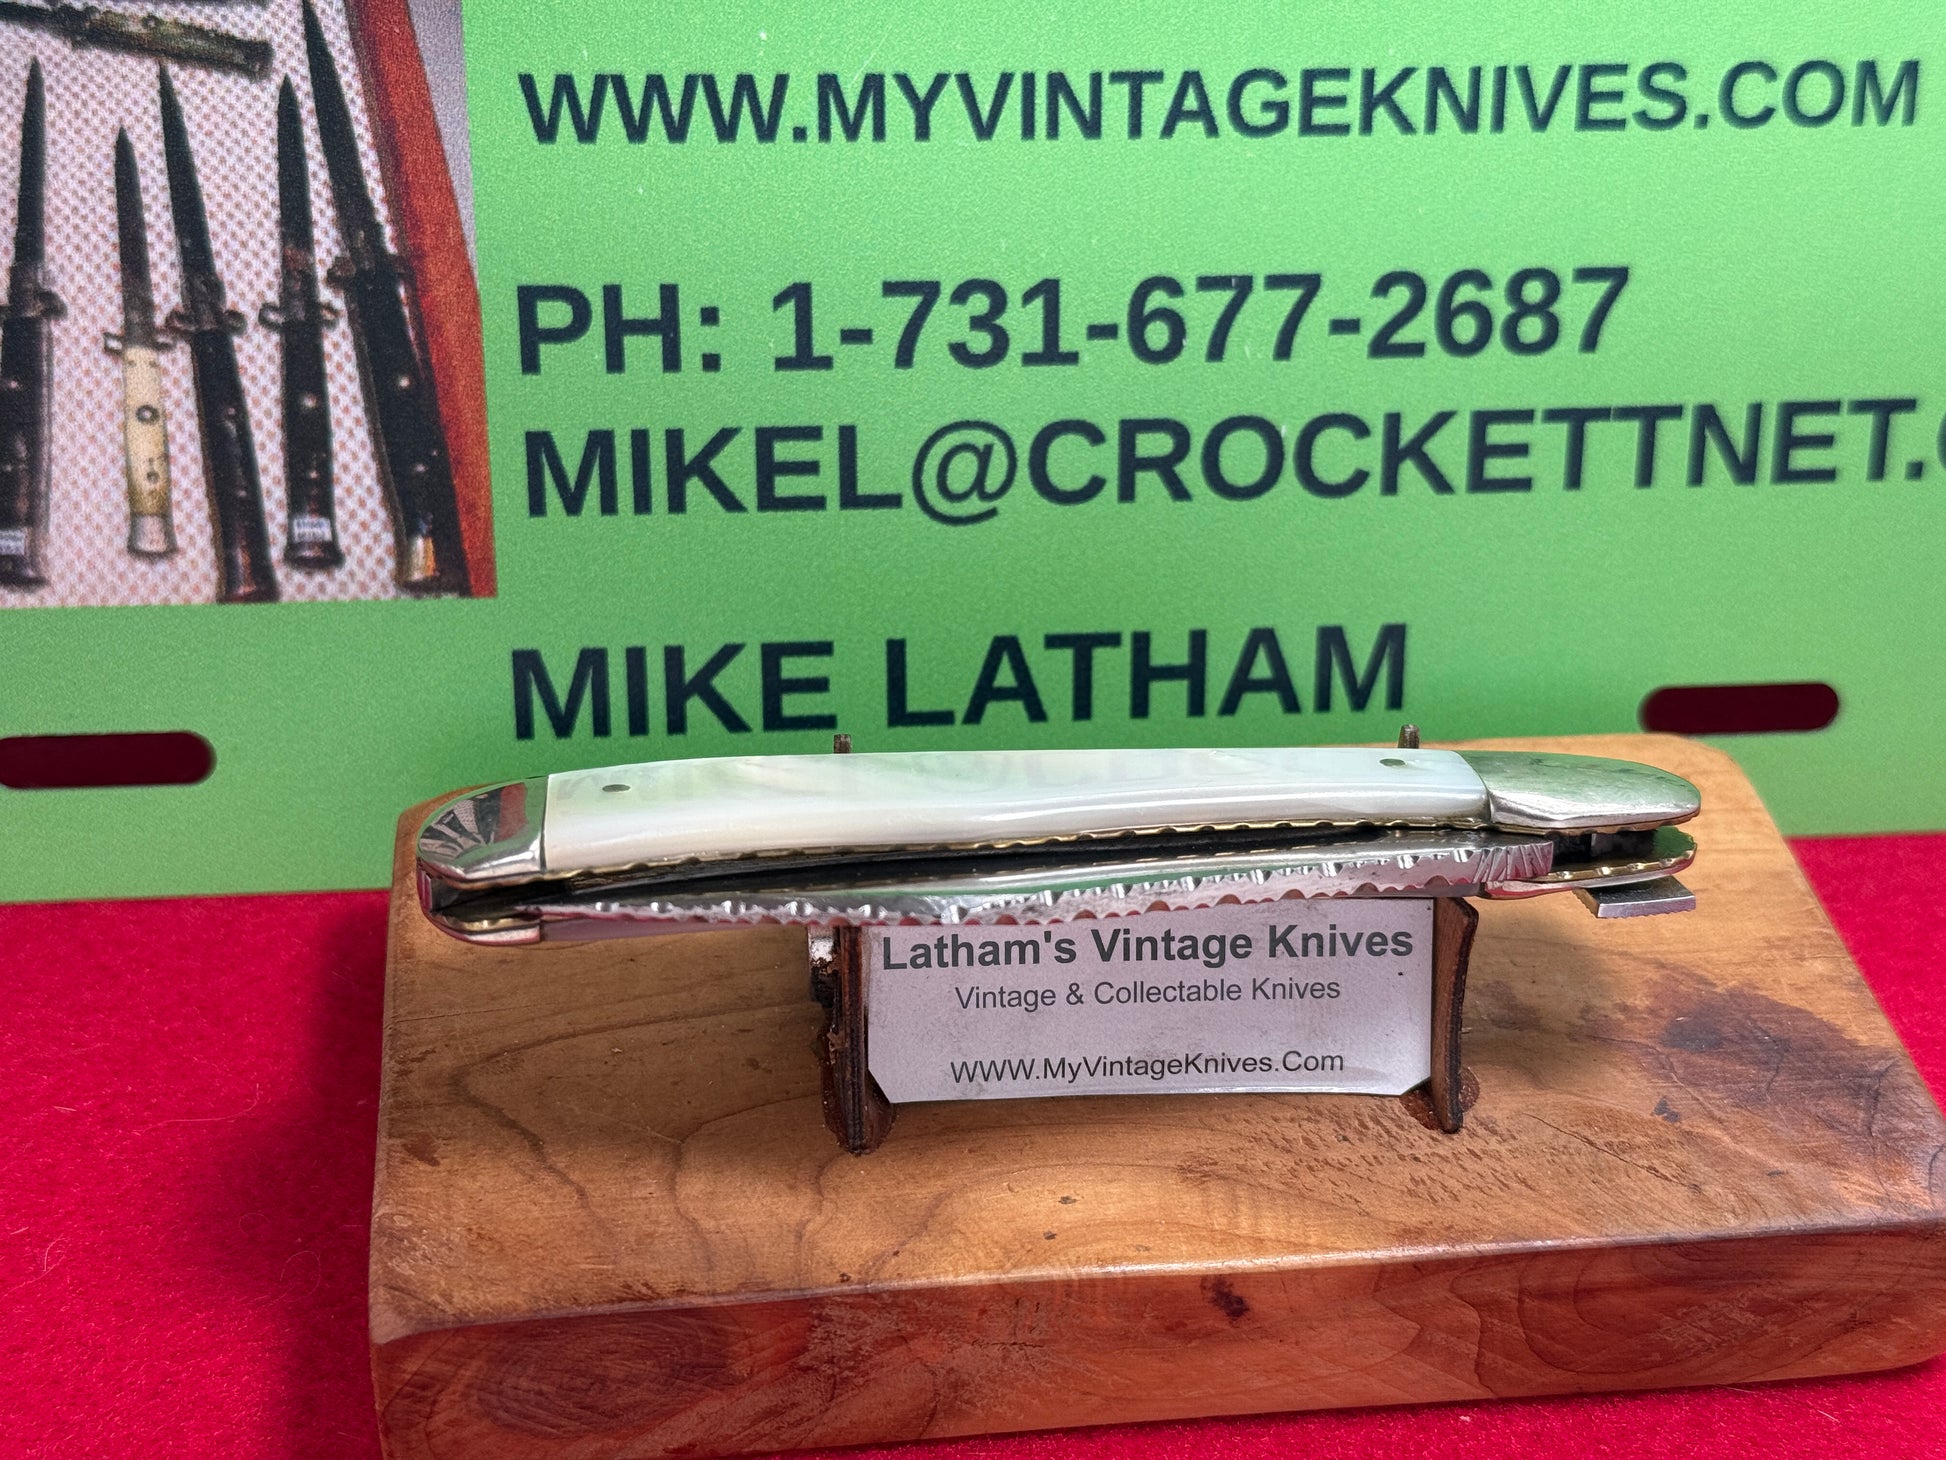 WWW.MYVINTAGEKNIVES.COM
PH: 1-731-677-2687
MIKEL@CROCKETTNET.
MIKE LATHAM
Latham's Vintage Knives
Vintage & Collectable Knives
WWW.MyVintageKnives.Com